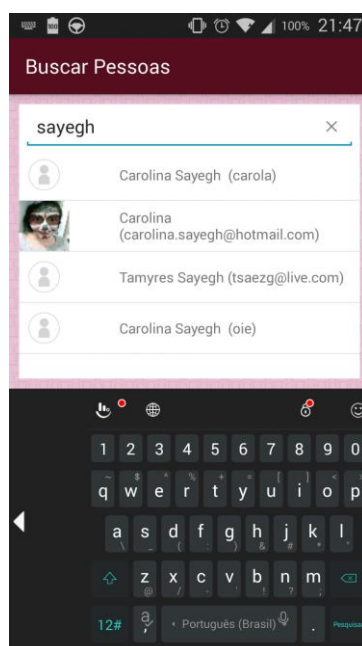 100% 21:47
Buscar Pessoas
sayegh
Carolina Sayegh (carola)
Carolina
(carolina.sayegh@hotmail.com)
Tamyres Sayegh (tsaezg@live.com)
Carolina Sayegh (oie)
1 2 3 4 5 6 7 8 9 0
q w e r t y u i o p
a s d f g h j k l
z x c v b n m
12# , Português (Brasil) . Pesquisar